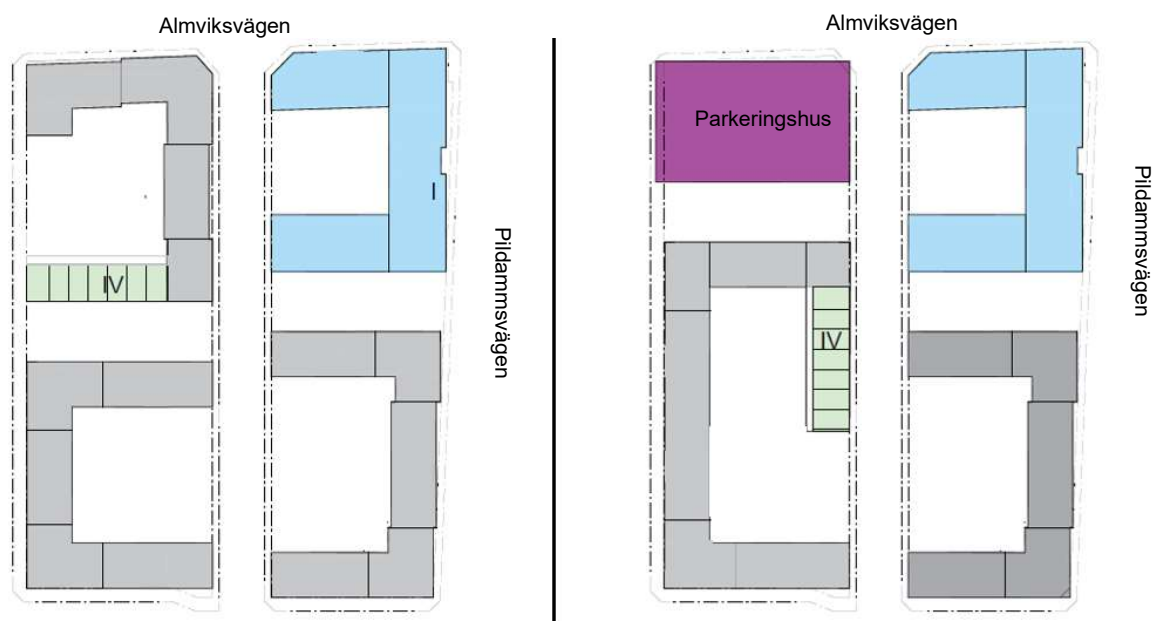 Almviksvägen
I
IV
Pildammsvägen
Almviksvägen
Parkeringshus
IV
Pildammsvägen